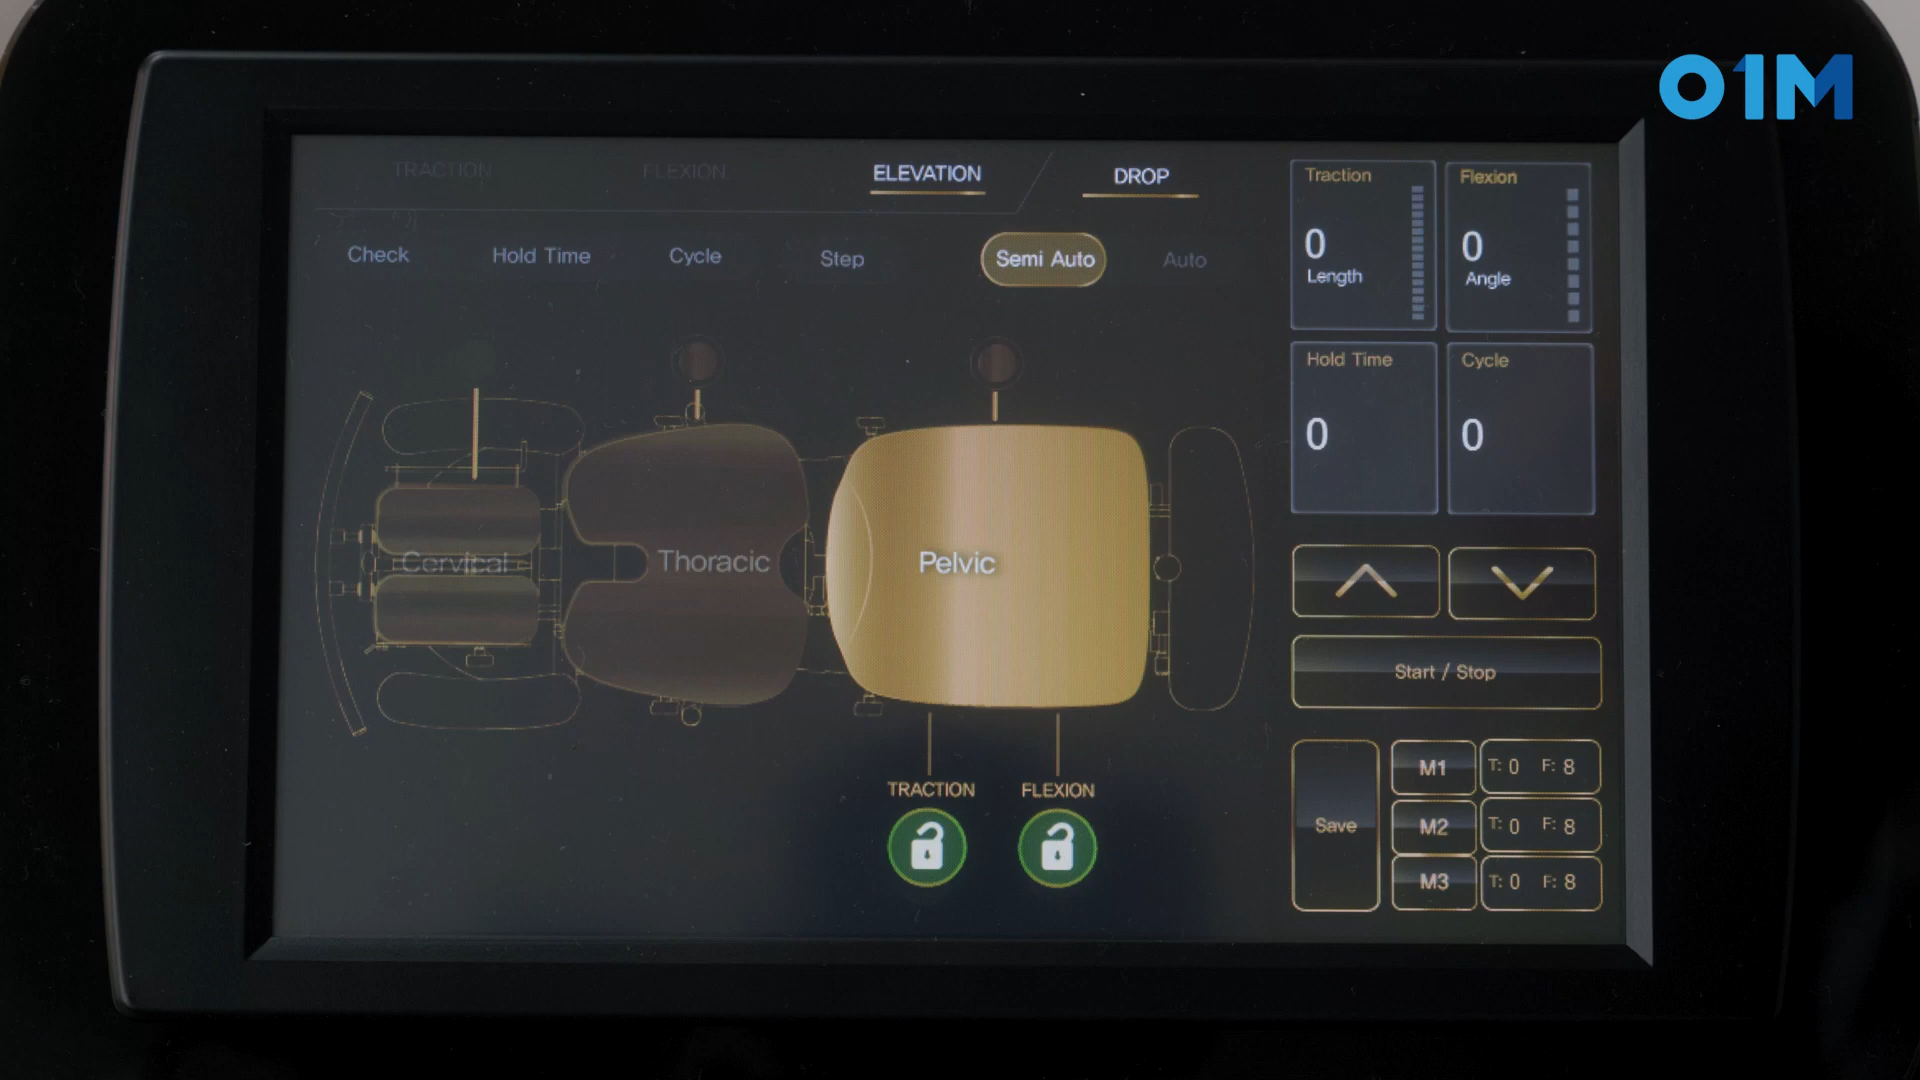 01M
TRACTION FLEXION ELEVATION DROP
Check Hold Time Cycle Step Semi Auto Auto
Traction
0
Length
Flexion
0
Angle
Hold Time
0
Cycle
0
Cervical Thoracic Pelvic
TRACTION FLEXION
Start / Stop
Save
M1 T: 0 F: 8
M2 T: 0 F: 8
M3 T: 0 F: 8